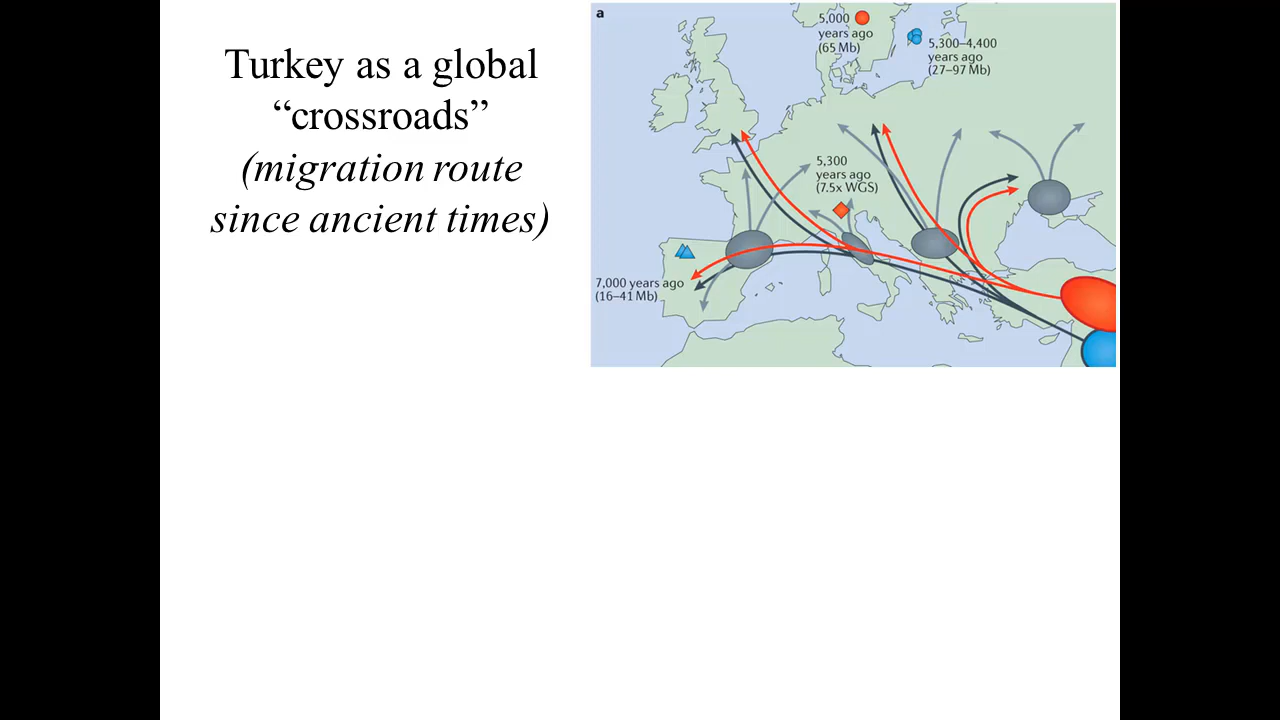 Turkey as a global
“crossroads”
(migration route
since ancient times)
a
5,000
years ago
(65 Mb)
5,300–4,400
years ago
(27–97 Mb)
5,300
years ago
(7.5x WGS)
7,000 years ago
(16–41 Mb)